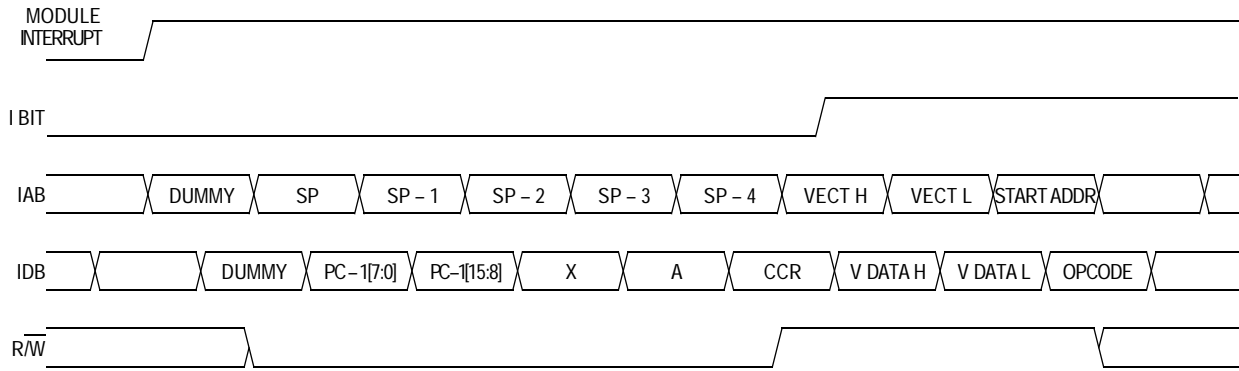 MODULE
INTERRUPT
I BIT
IAB DUMMY SP SP – 1 SP – 2 SP – 3 SP – 4 VECT H VECT L START ADDR
IDB DUMMY PC – 1[7:0] PC–1[15:8] X A CCR V DATA H V DATA L OPCODE
R/W